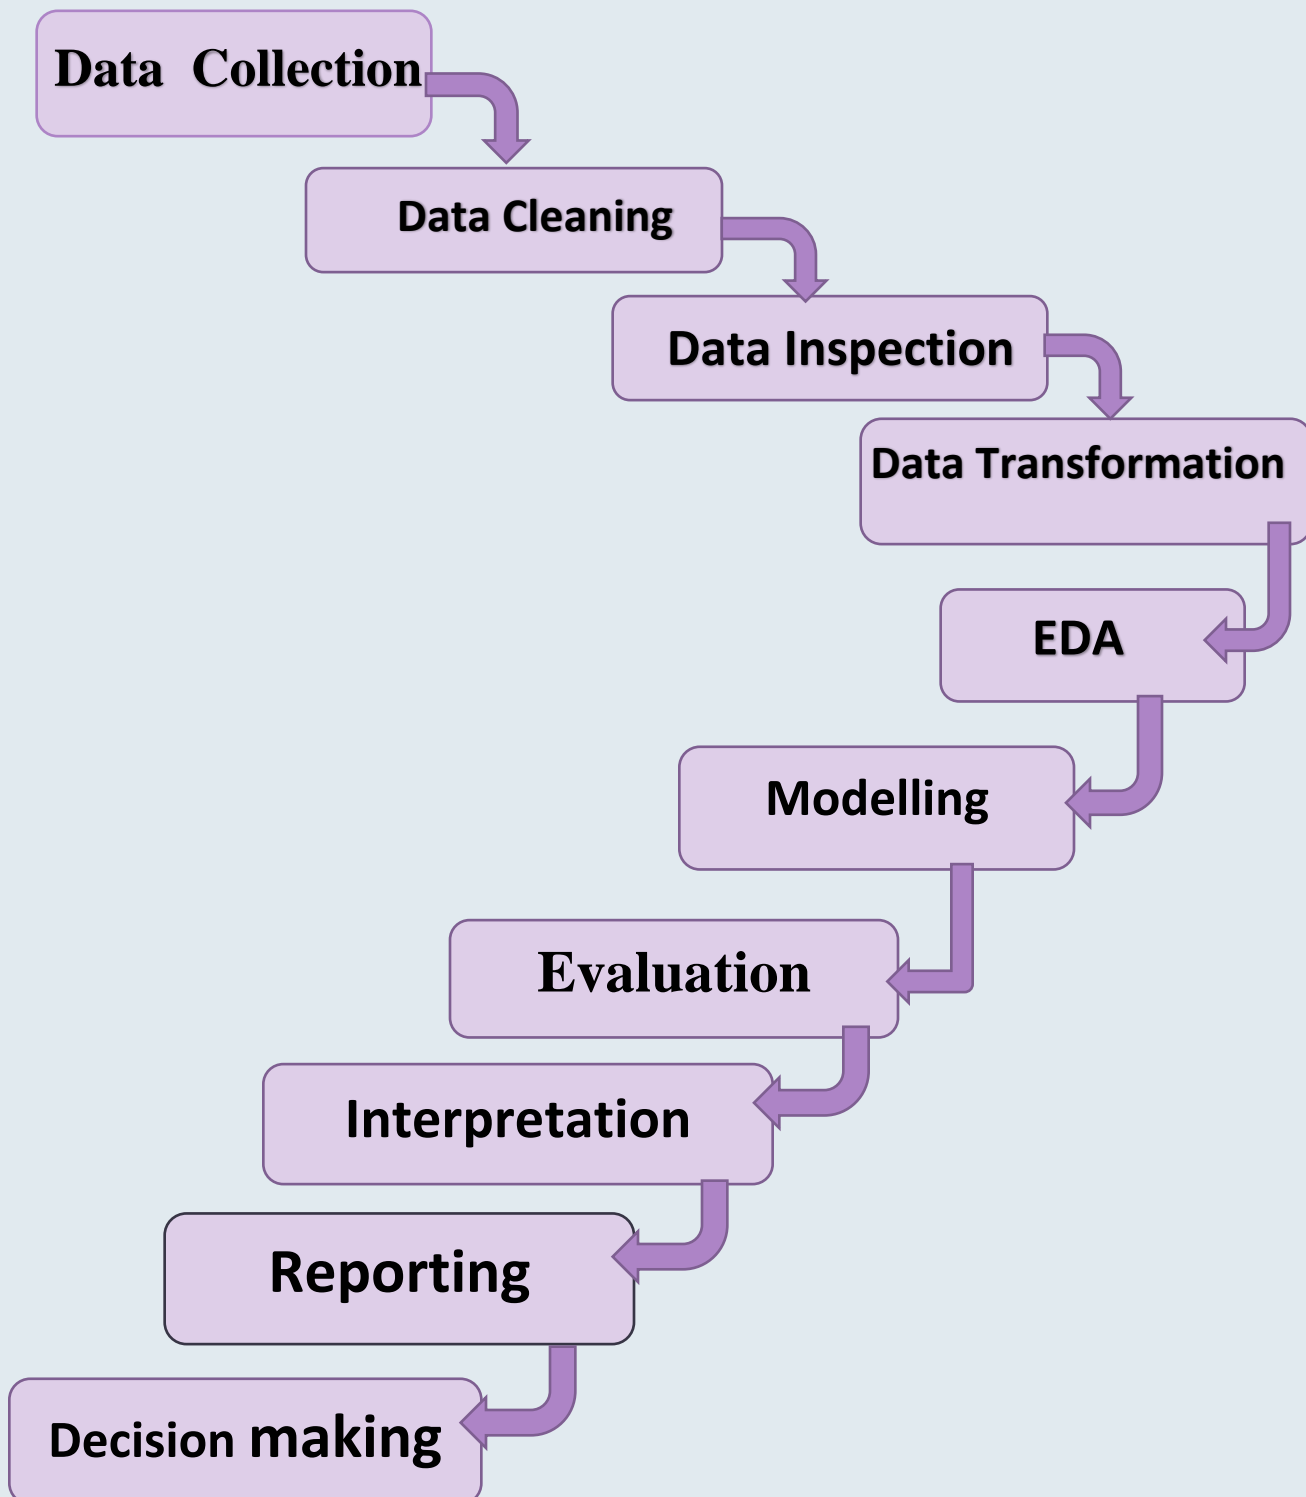 Data Collection
Data Cleaning
Data Inspection
Data Transformation
EDA
Modelling
Evaluation
Interpretation
Reporting
Decision making